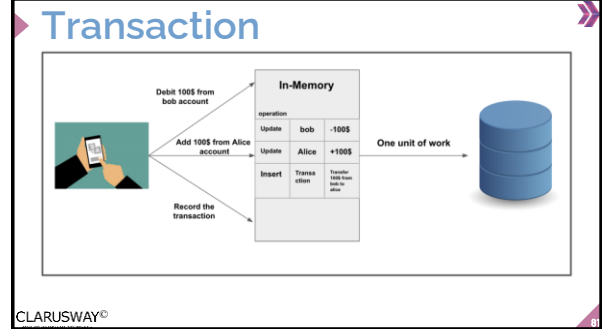 Transaction
Debit 100$ from
bob account
Add 100$ from Alice
account
Record the
transaction
In-Memory
operation
Update bob -100$
Update Alice +100$
Insert Transa
ction Transfer
100$ from
bob to
alice
One unit of work
CLARUSWAY©
81